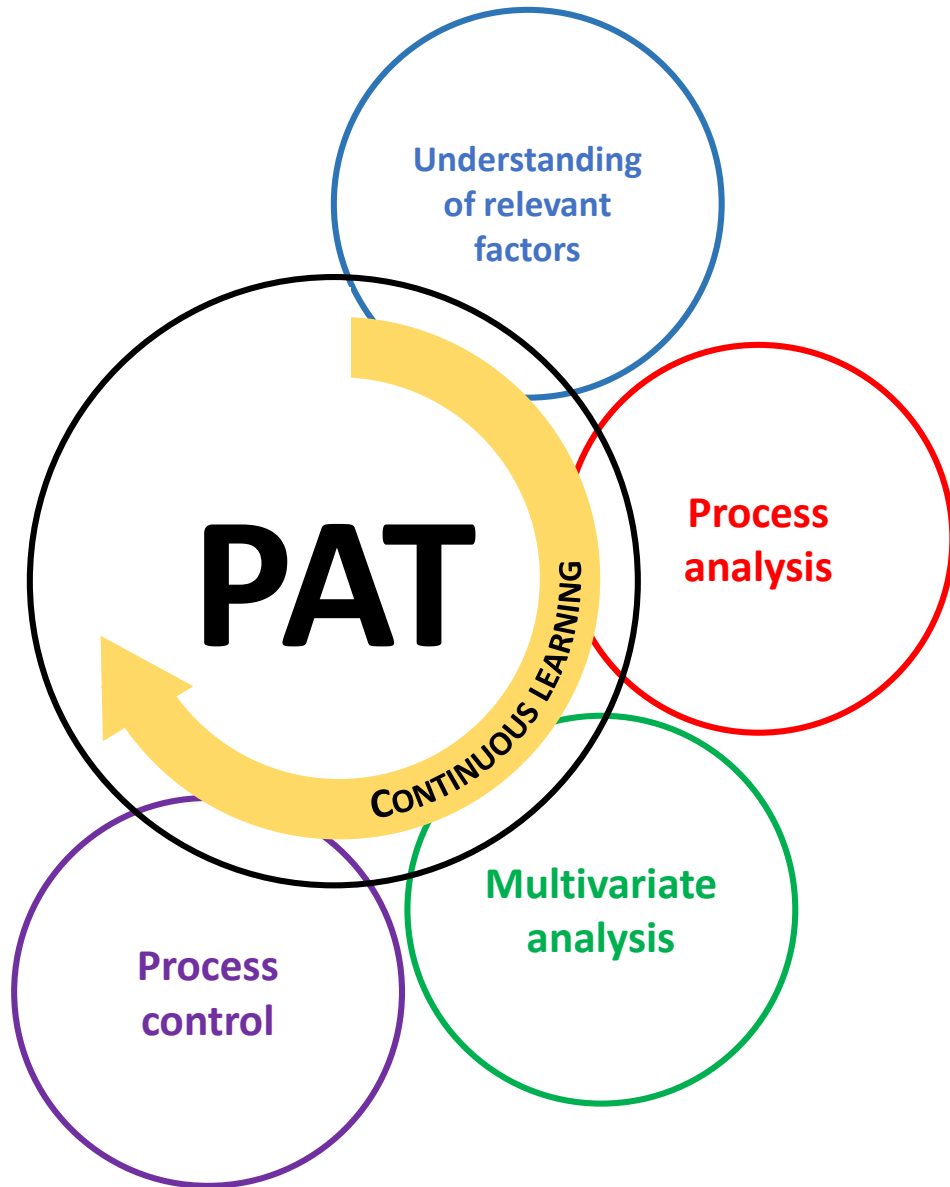 Understanding
of relevant
factors
Process
analysis
PAT
CONTINUOUS LEARNING
Multivariate
analysis
Process
control